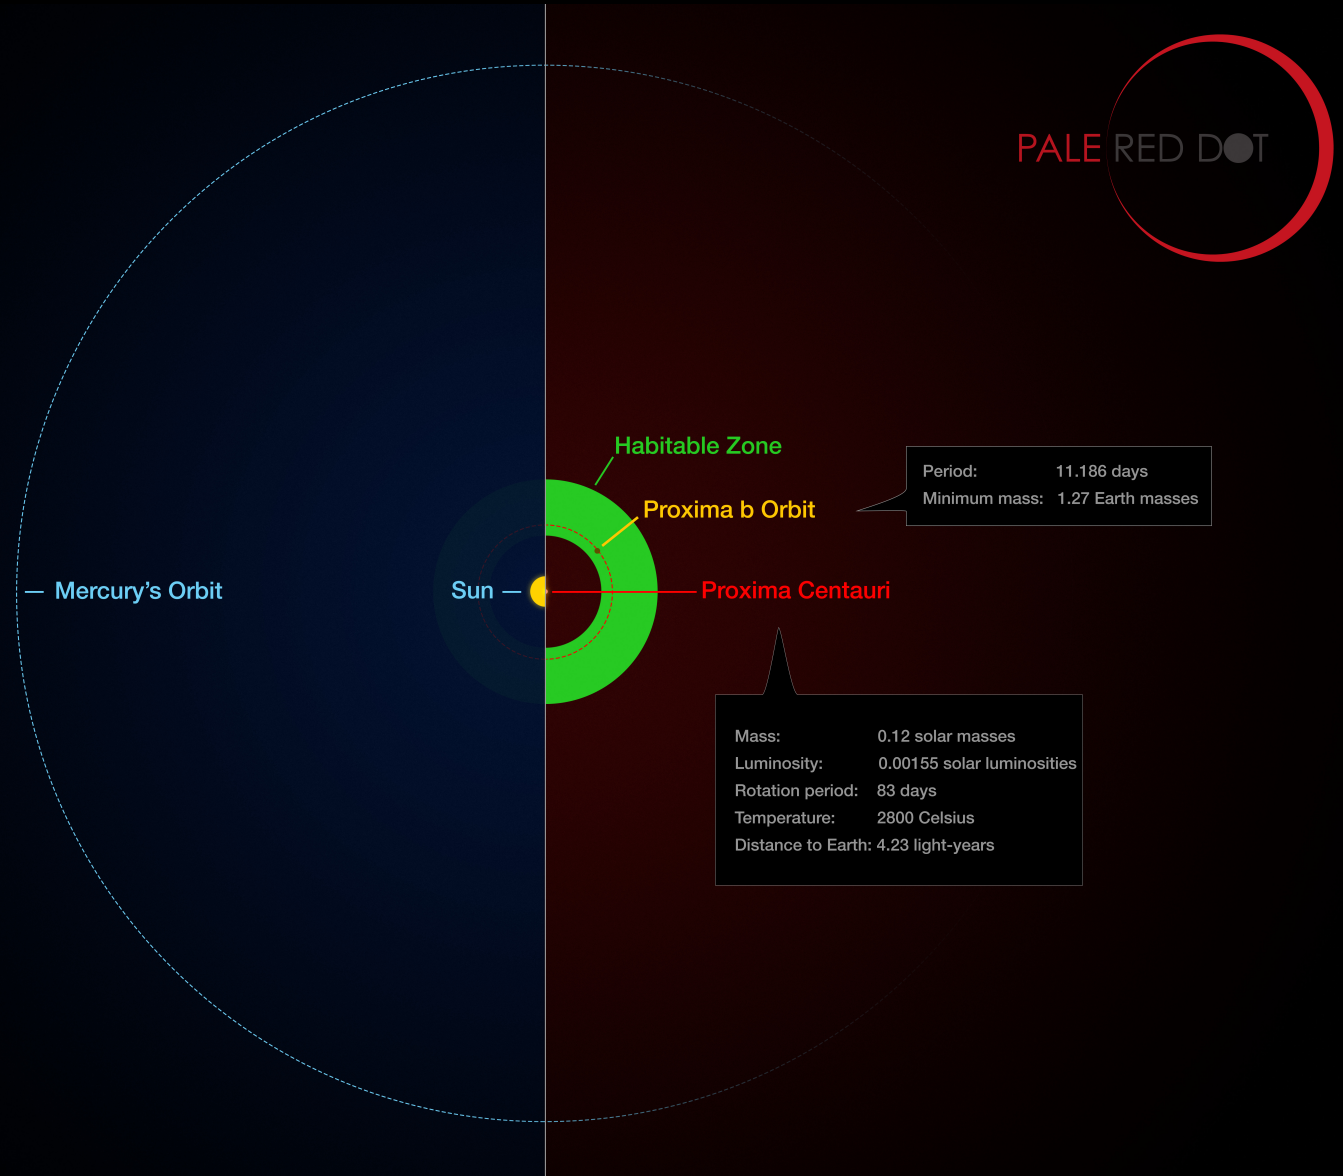 PALE RED DOT
Habitable Zone
Period: 11.186 days
Minimum mass: 1.27 Earth masses
Proxima b Orbit
Mercury’s Orbit
Sun
Proxima Centauri
Mass: 0.12 solar masses
Luminosity: 0.00155 solar luminosities
Rotation period: 83 days
Temperature: 2800 Celsius
Distance to Earth: 4.23 light-years